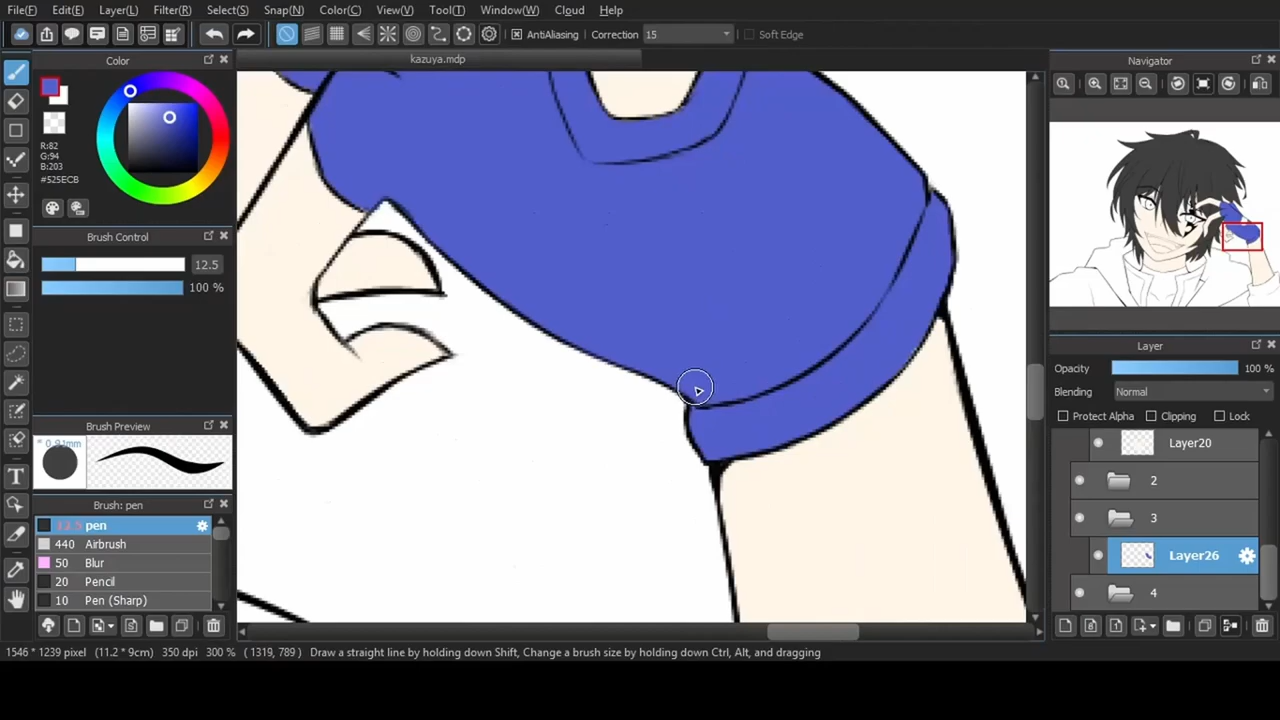 File(F) Edit(E) Layer(L) Filter(R) Select(S) Snap(N) Color(C) View(V) Tool(T) Window(W) Cloud Help
AntiAliasing Correction 15 Soft Edge
Color
kazuya.mdp
Navigator
R:82
G:94
B:203
#525ECB
Brush Control
12.5
100 %
Layer
Opacity 100 %
Blending Normal
Protect Alpha Clipping Lock
Brush Preview
* 0.91mm
Layer20
2
3
Brush: pen
12.5 pen
440 Airbrush
50 Blur
20 Pencil
10 Pen (Sharp)
Layer26
4
1546 * 1239 pixel (11.2 * 9cm) 350 dpi 300 % ( 1319, 789 ) Draw a straight line by holding down Shift, Change a brush size by holding down Ctrl, Alt, and dragging